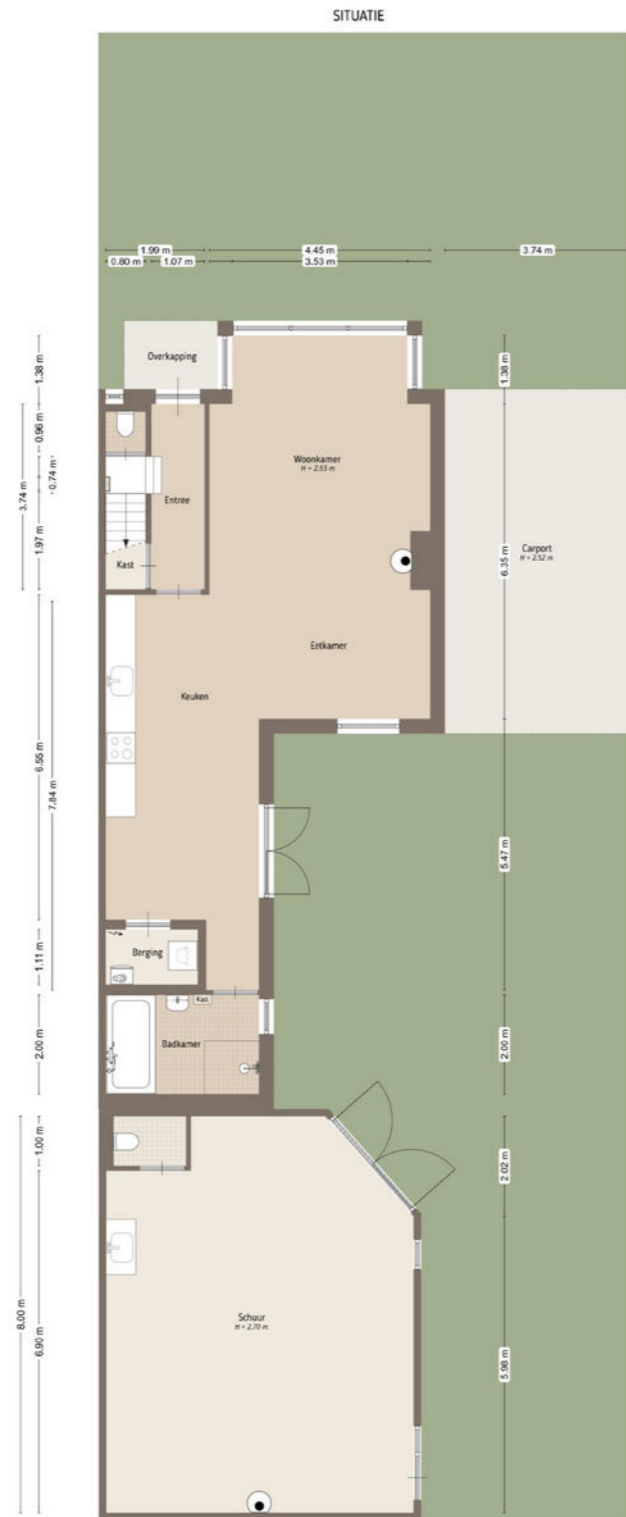 SITUATIE
1.99 m
4.45 m
3.74 m
0.80 m
1.07 m
3.53 m
Overkapping
1.38 m
1.38 m
0.96 m
0.74 m
3.74 m
1.97 m
Woonkamer
H = 2.53 m
Entree
Kast
Carport
H = 2.52 m
6.35 m
Eetkamer
Keuken
6.55 m
7.84 m
5.47 m
Berging
1.11 m
Kast
Badkamer
2.00 m
2.00 m
1.00 m
2.02 m
8.00 m
6.90 m
Schuur
H = 2.70 m
5.98 m